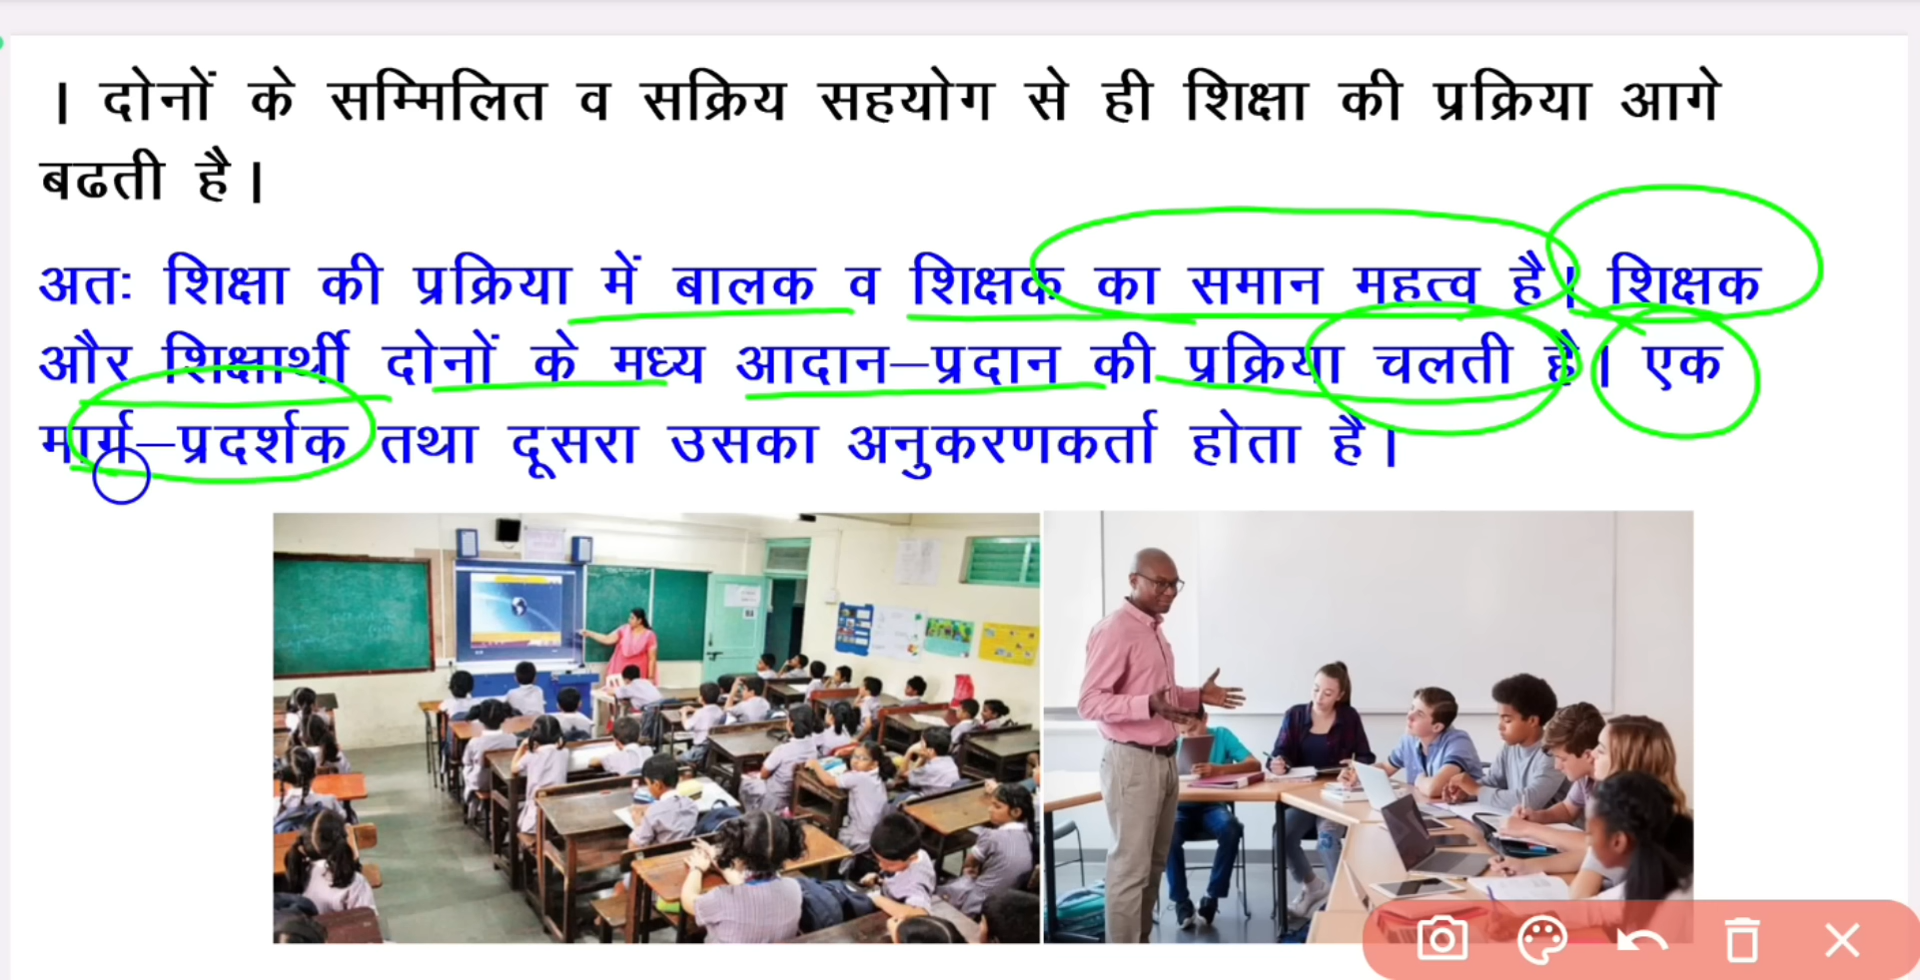 । दोनों के सम्मिलित व सक्रिय सहयोग से ही शिक्षा की प्रक्रिया आगे
बढती है।
अतः शिक्षा की प्रक्रिया में बालक व शिक्षक का समान महत्व है। शिक्षक
और शिक्षार्थी दोनों के मध्य आदान–प्रदान की प्रक्रिया चलती है। एक
मार्ग–प्रदर्शक तथा दूसरा उसका अनुकरणकर्ता होता है।